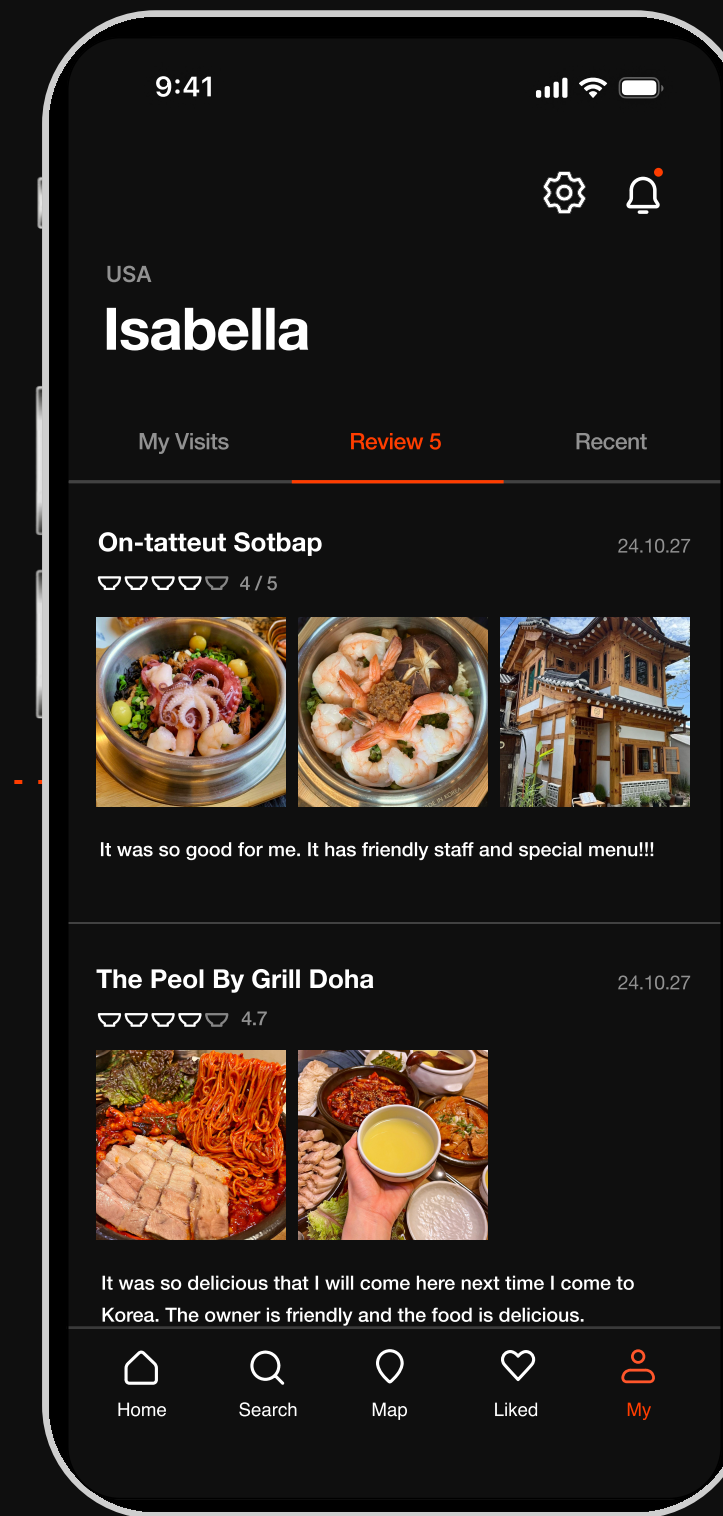 9:41
USA
Isabella
My Visits
Review 5
Recent
On-tatteut Sotbap
24.10.27
4 / 5
It was so good for me. It has friendly staff and special menu!!!
The Peol By Grill Doha
24.10.27
4.7
It was so delicious that I will come here next time I come to
Korea. The owner is friendly and the food is delicious.
Home
Search
Map
Liked
My